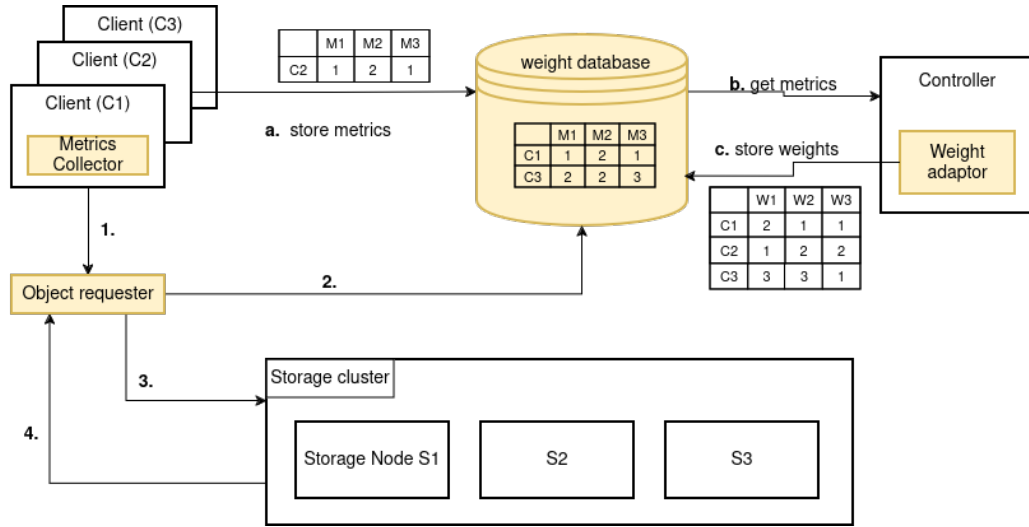 Client (C3)
Client (C2)
Client (C1)
Metrics
Collector
M1 M2 M3
C2 1 2 1
a. store metrics
weight database
M1 M2 M3
C1 1 2 1
C3 2 2 3
b. get metrics
c. store weights
Controller
Weight
adaptor
W1 W2 W3
C1 2 1 1
C2 1 2 2
C3 3 3 1
1.
Object requester
2.
3.
4.
Storage cluster
Storage Node S1
S2
S3